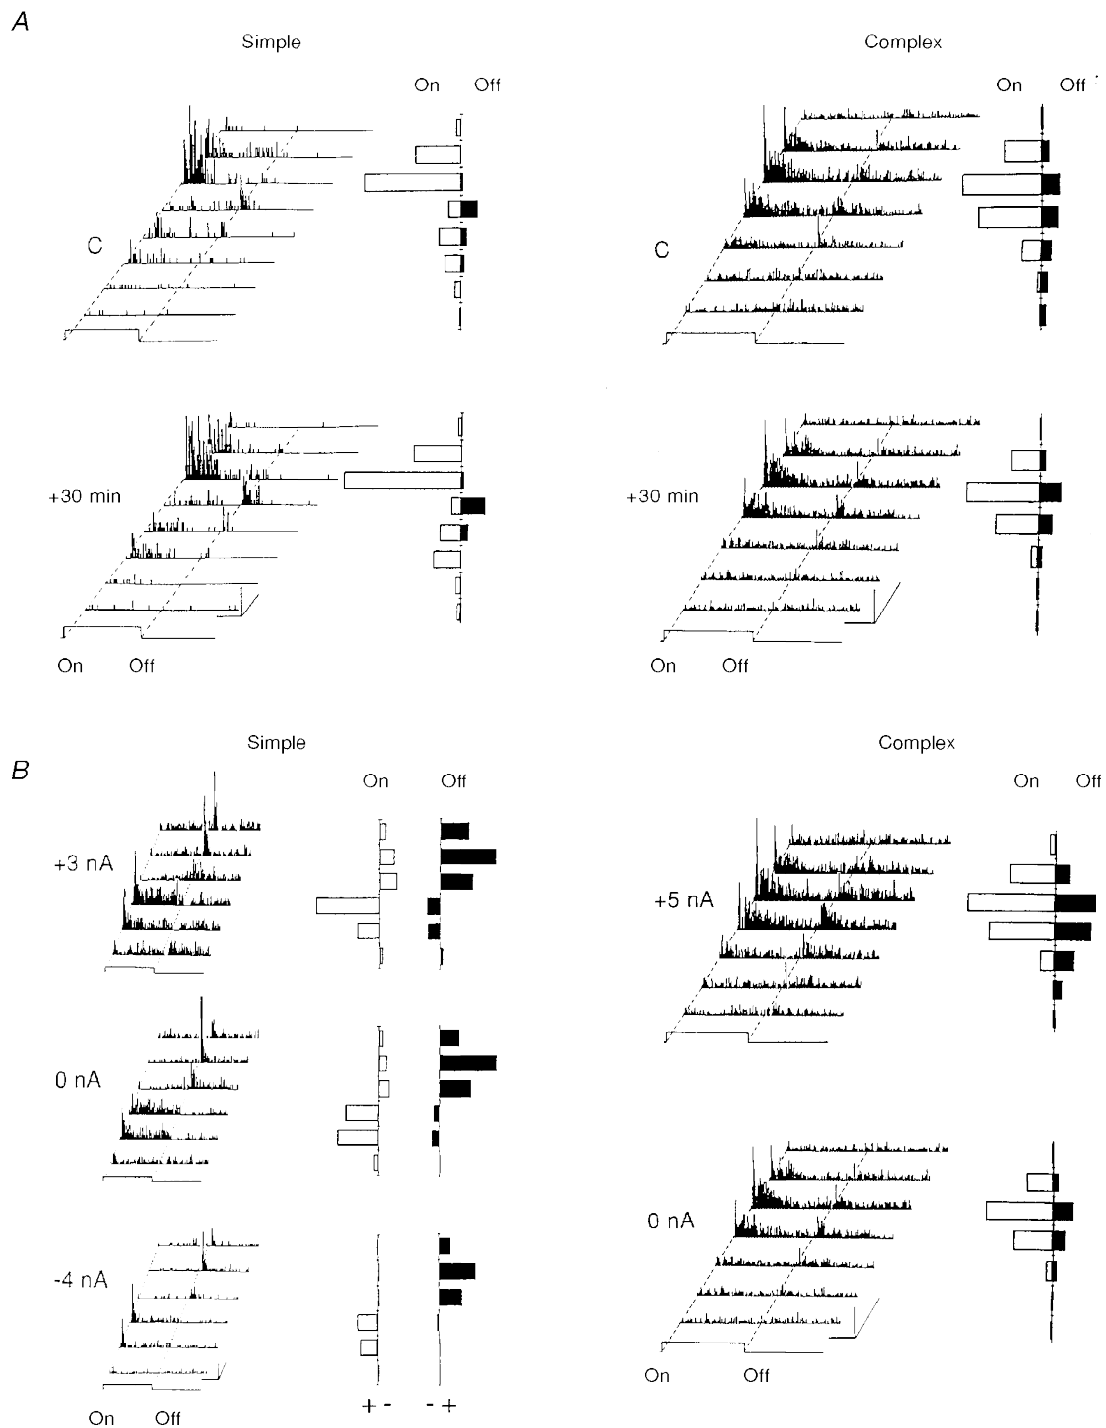 A
Simple
Complex
On Off
On Off
C
C
+30 min
+30 min
On Off
On Off
B
Simple
Complex
On Off
On Off
+3 nA
+5 nA
0 nA
0 nA
-4 nA
+ - - +
On Off
On Off